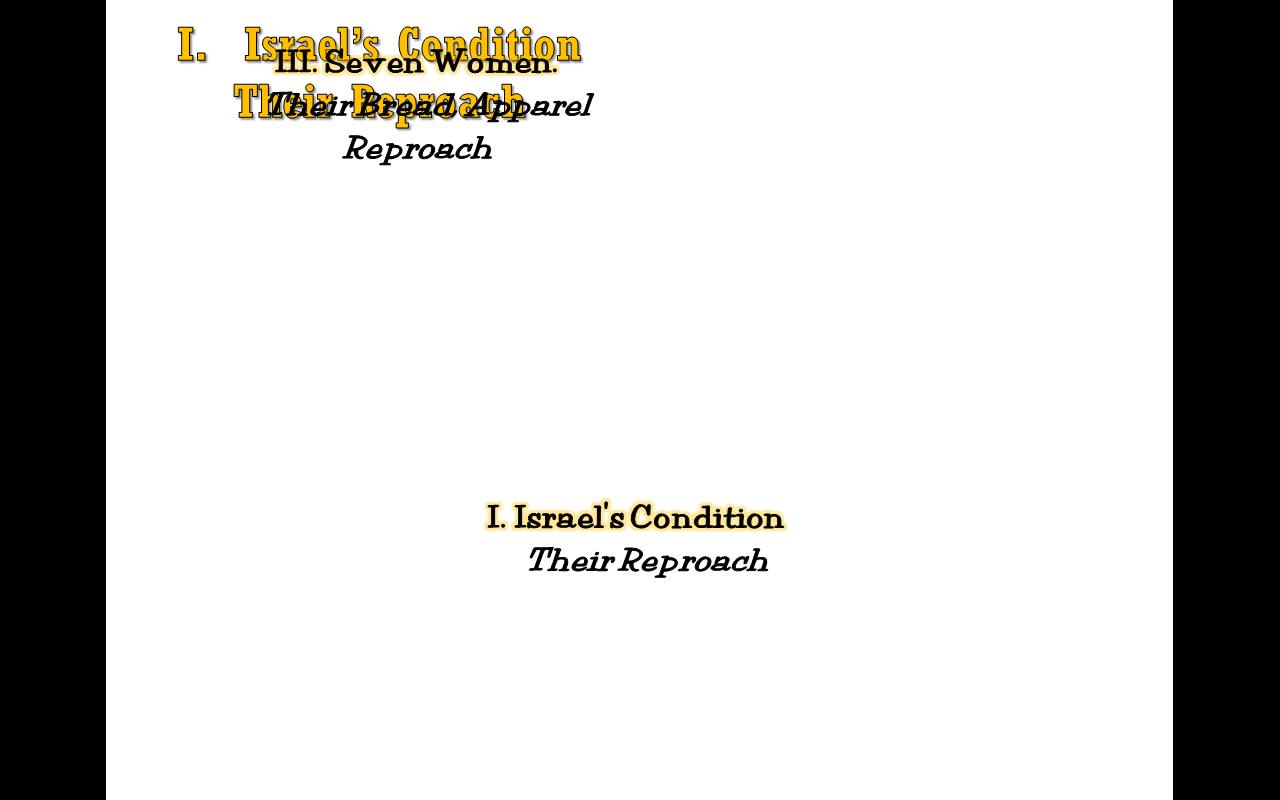 I. Israel’s Condition
Their Reproach
III. Seven Women.
Their Bread, Apparel
Reproach
I. Israel's Condition
Their Reproach